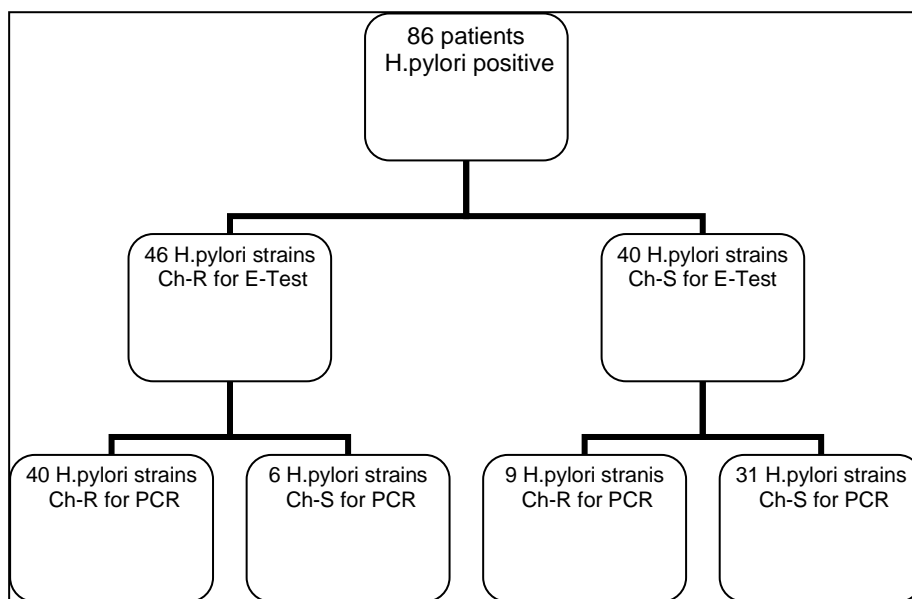 86 patients
H.pylori positive
46 H.pylori strains
Ch-R for E-Test
40 H.pylori strains
Ch-S for E-Test
40 H.pylori strains
Ch-R for PCR
6 H.pylori strains
Ch-S for PCR
9 H.pylori stranis
Ch-R for PCR
31 H.pylori strains
Ch-S for PCR